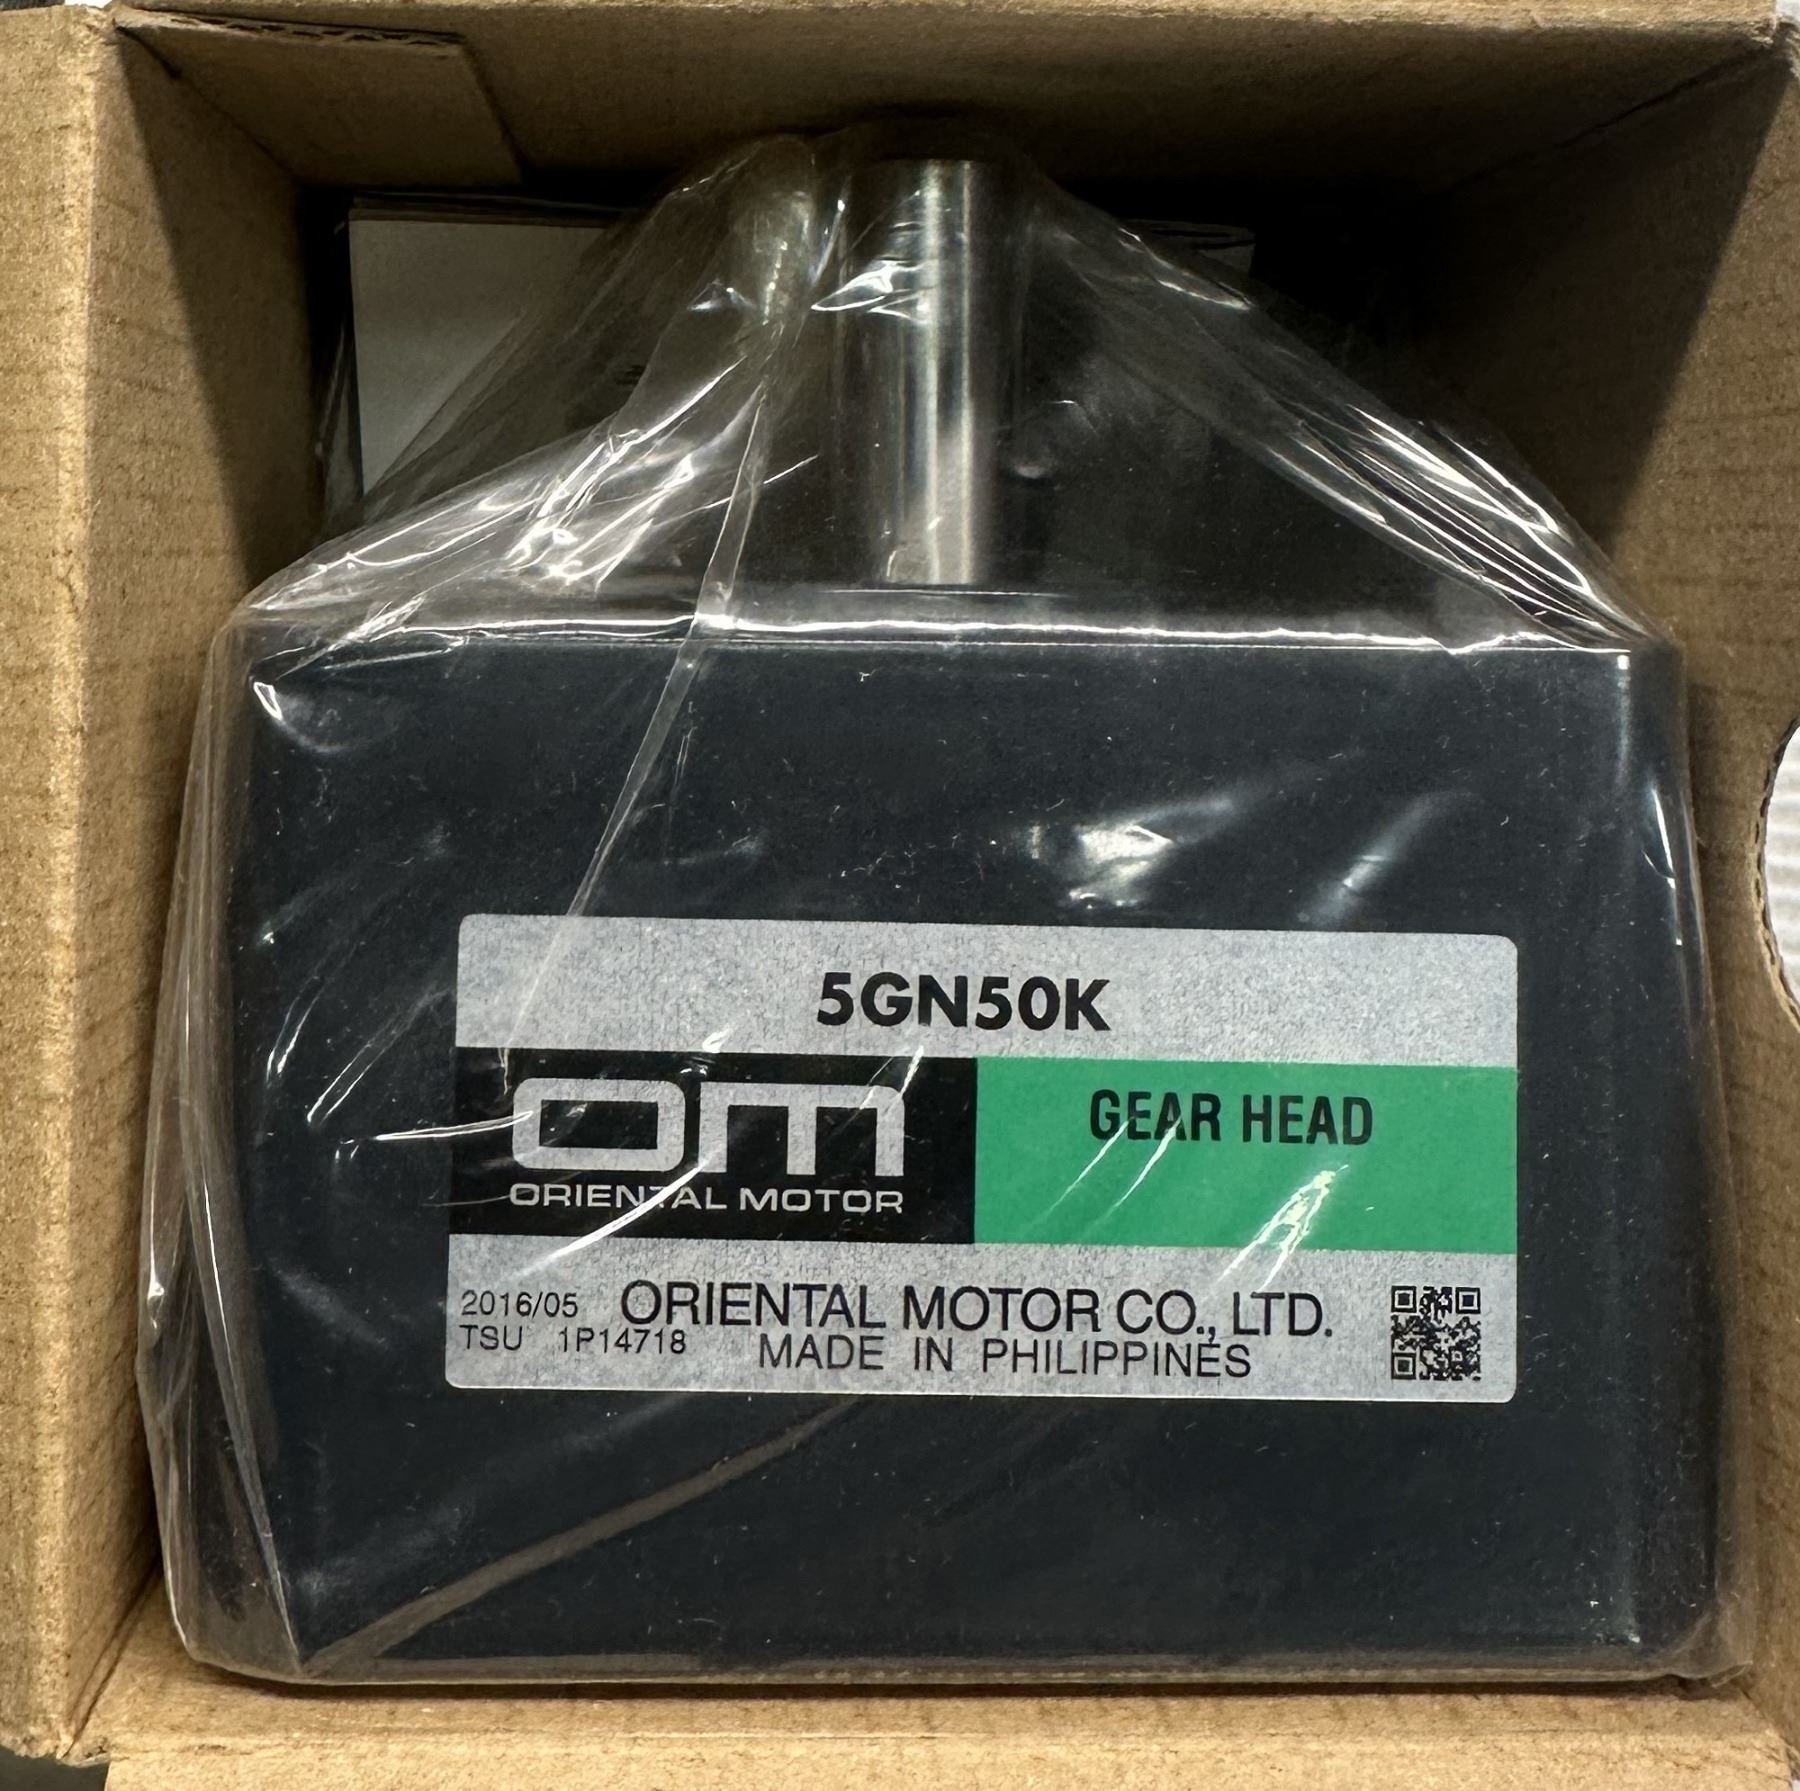 5GN50K
om
ORIENTAL MOTOR
GEAR HEAD
2016/05 ORIENTAL MOTOR CO., LTD.
TSU 1P14718 MADE IN PHILIPPINES